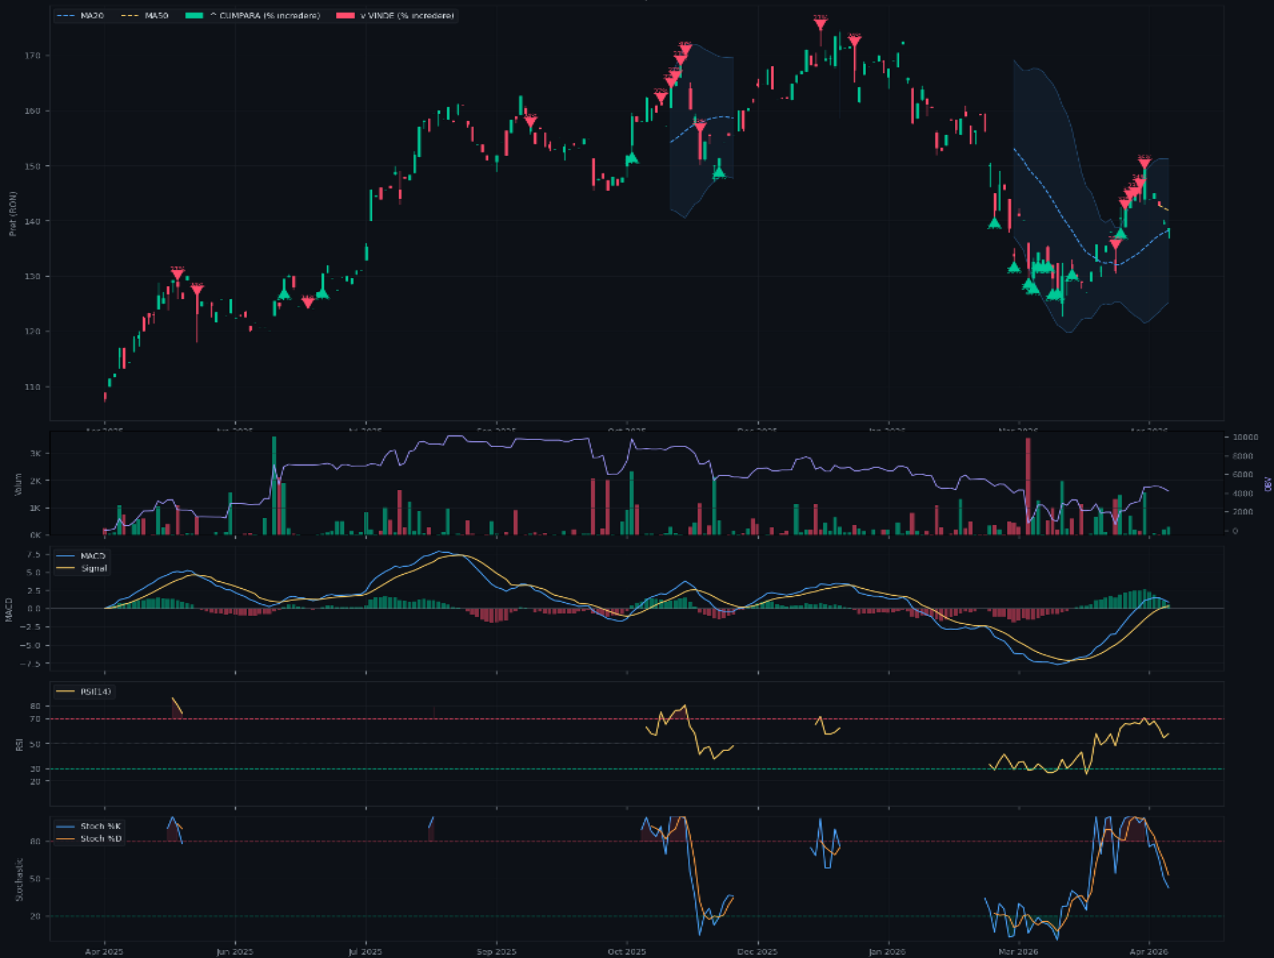 MA20
MA50
^ CUMPARA (% incredere)
v VINDE (% incredere)
170
160
150
140
130
120
110
Pret (RON)
3K
2K
1K
0K
Volum
10000
8000
6000
4000
2000
0
OBV
MACD
Signal
7.5
5.0
2.5
0.0
−2.5
−5.0
−7.5
MACD
RSI(14)
80
70
50
30
20
RSI
Stoch %K
Stoch %D
80
50
20
Stochastic
Apr 2025
Jun 2025
Jul 2025
Sep 2025
Oct 2025
Dec 2025
Jan 2026
Mar 2026
Apr 2026